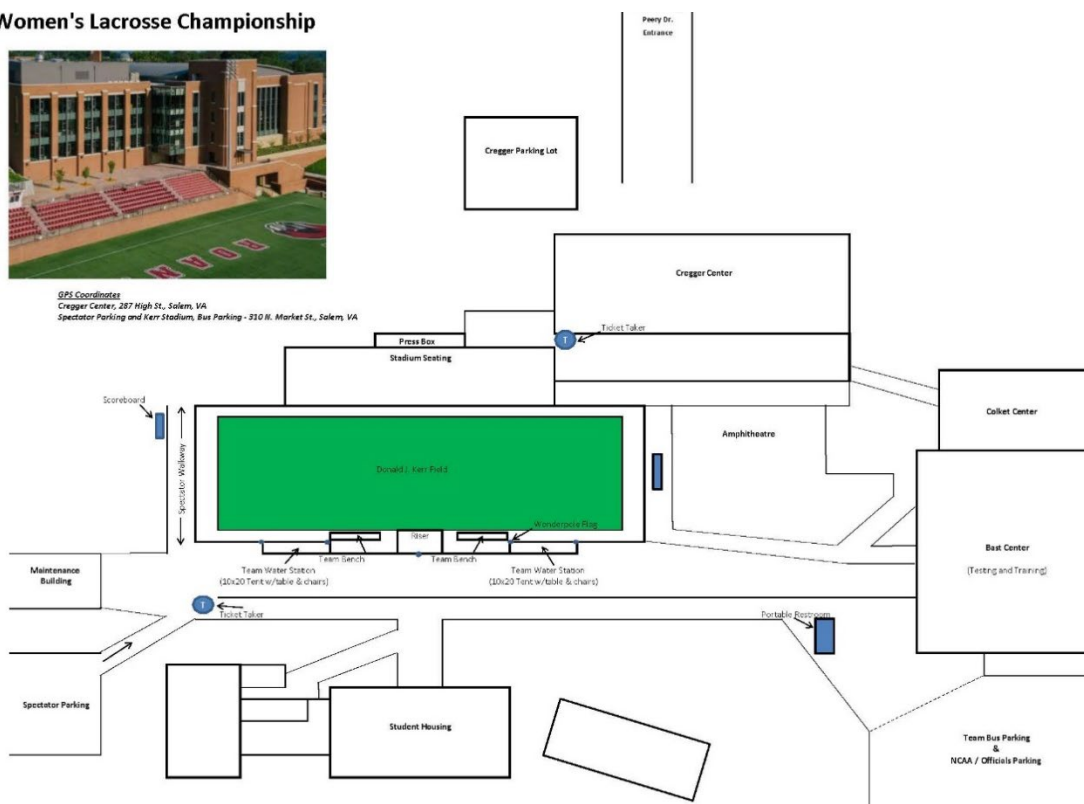 Women's Lacrosse Championship
Peery Dr.
Entrance
Cregger Parking Lot
ROAN
GPS Coordinates
Cregger Center, 287 High St., Salem, VA
Spectator Parking and Kerr Stadium, Bus Parking - 310 N. Market St., Salem, VA
Cregger Center
T
Ticket Taker
Press Box
Stadium Seating
Scoreboard
Spectator Walkway
Colket Center
Amphitheatre
Donald J. Kerr Field
Wonderpole Flag
Riser
Team Bench
Team Bench
Team Water Station
(10x20 Tent w/table & chairs)
Team Water Station
(10x20 Tent w/table & chairs)
Bast Center
(Testing and Training)
Maintenance
Building
T
Ticket Taker
Portable Restroom
Spectator Parking
Student Housing
Team Bus Parking
&
NCAA / Officials Parking